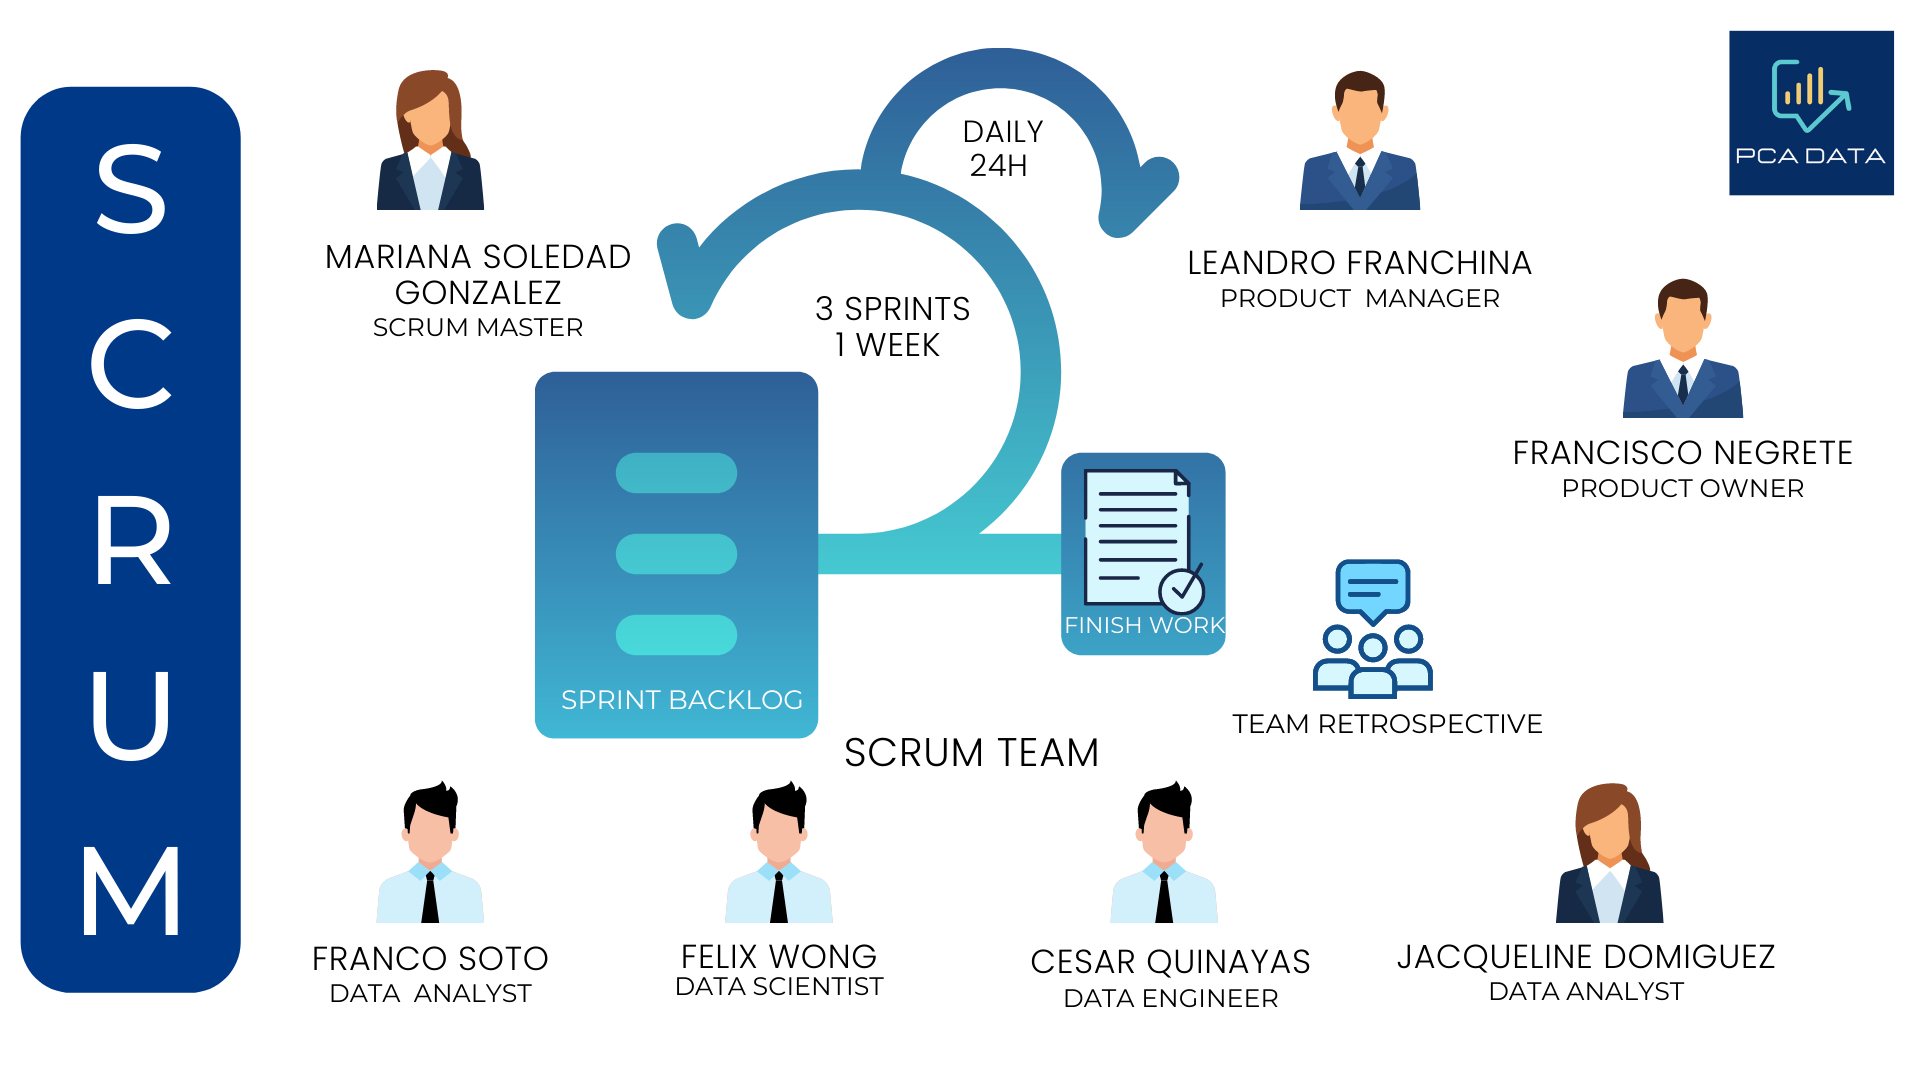 S
C
R
U
M
MARIANA SOLEDAD
GONZALEZ
SCRUM MASTER
DAILY
24H
3 SPRINTS
1 WEEK
LEANDRO FRANCHINA
PRODUCT MANAGER
PCA DATA
FRANCISCO NEGRETE
PRODUCT OWNER
SPRINT BACKLOG
FINISH WORK
TEAM RETROSPECTIVE
SCRUM TEAM
FRANCO SOTO
DATA ANALYST
FELIX WONG
DATA SCIENTIST
CESAR QUINAYAS
DATA ENGINEER
JACQUELINE DOMIGUEZ
DATA ANALYST